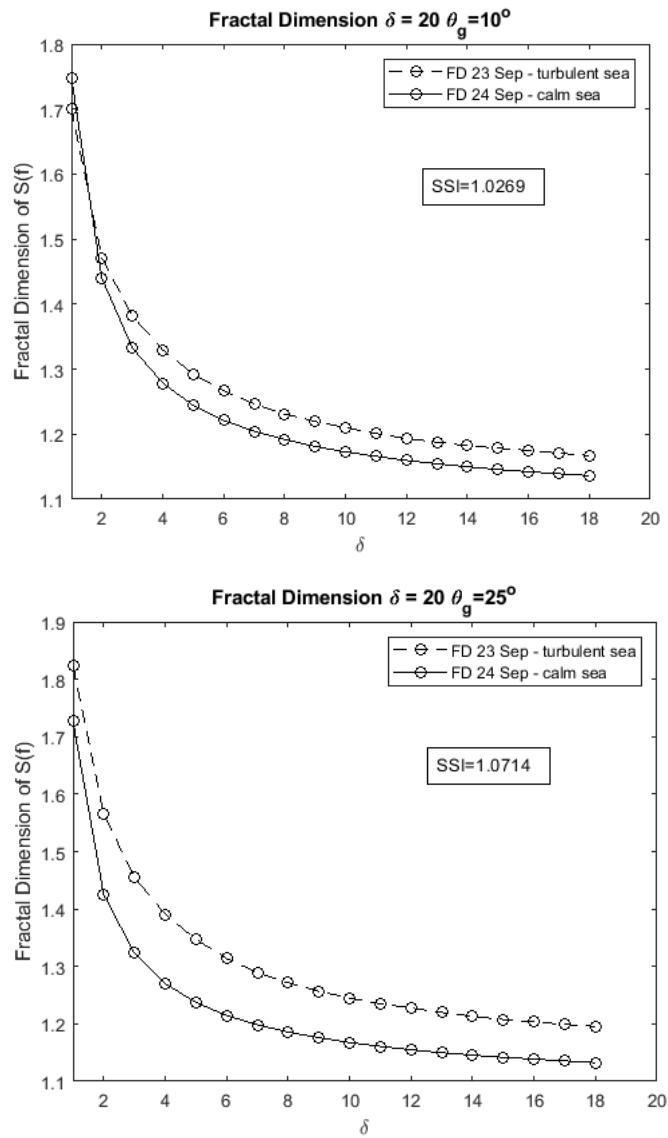 Fractal Dimension δ = 20 θg=10°
1.8
1.7
1.6
1.5
1.4
1.3
1.2
1.1
Fractal Dimension of S(f)
FD 23 Sep - turbulent sea
FD 24 Sep - calm sea
SSI=1.0269
2 4 6 8 10 12 14 16 18 20
δ
Fractal Dimension δ = 20 θg=25°
1.9
1.8
1.7
1.6
1.5
1.4
1.3
1.2
1.1
Fractal Dimension of S(f)
FD 23 Sep - turbulent sea
FD 24 Sep - calm sea
SSI=1.0714
2 4 6 8 10 12 14 16 18 20
δ